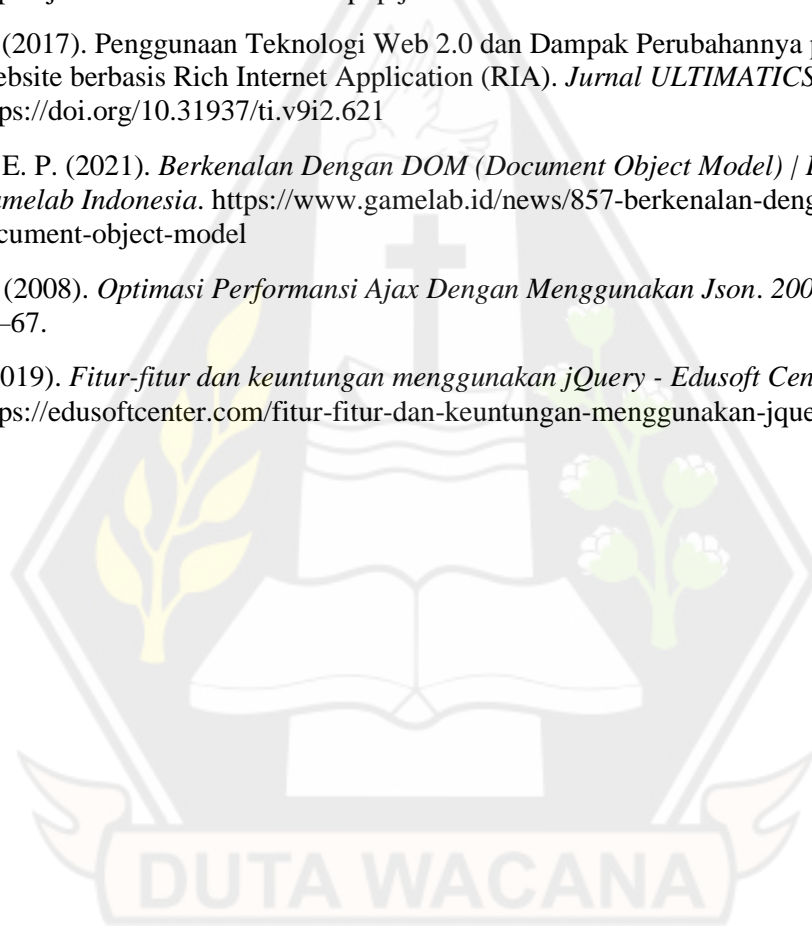 (2017). Penggunaan Teknologi Web 2.0 dan Dampak Perubahannya
ebsite berbasis Rich Internet Application (RIA). Jurnal ULTIMATICS
ps://doi.org/10.31937/ti.v9i2.621
E. P. (2021). Berkenalan Dengan DOM (Document Object Model) |
amelab Indonesia. https://www.gamelab.id/news/857-berkenalan-deng
cument-object-model
(2008). Optimasi Performansi Ajax Dengan Menggunakan Json. 200
–67.
019). Fitur-fitur dan keuntungan menggunakan jQuery - Edusoft Cen
ps://edusoftcenter.com/fitur-fitur-dan-keuntungan-menggunakan-jque
DUTA WACANA